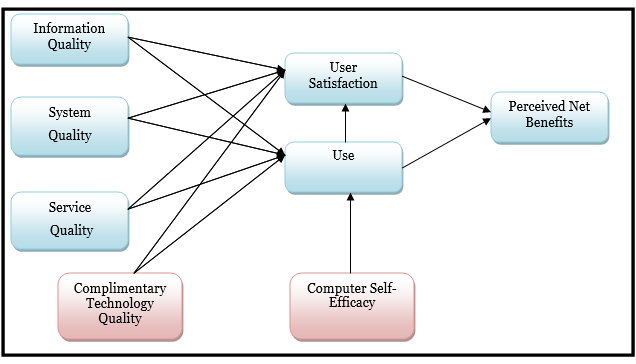 Information
Quality
User
Satisfaction
System
Quality
Perceived Net
Benefits
Use
Service
Quality
Complimentary
Technology
Quality
Computer Self-
Efficacy